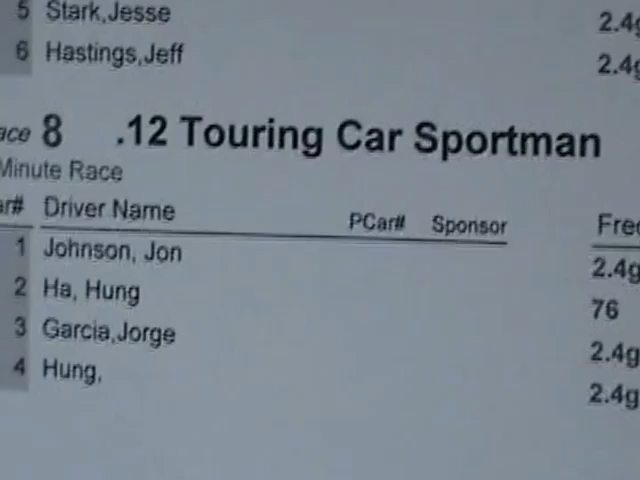 5 Stark,Jesse 2.4g
6 Hastings,Jeff 2.4g
ace 8 .12 Touring Car Sportman
Minute Race
ar# Driver Name PCar# Sponsor Fre
1 Johnson, Jon 2.4g
2 Ha, Hung 76
3 Garcia,Jorge 2.4g
4 Hung, 2.4g